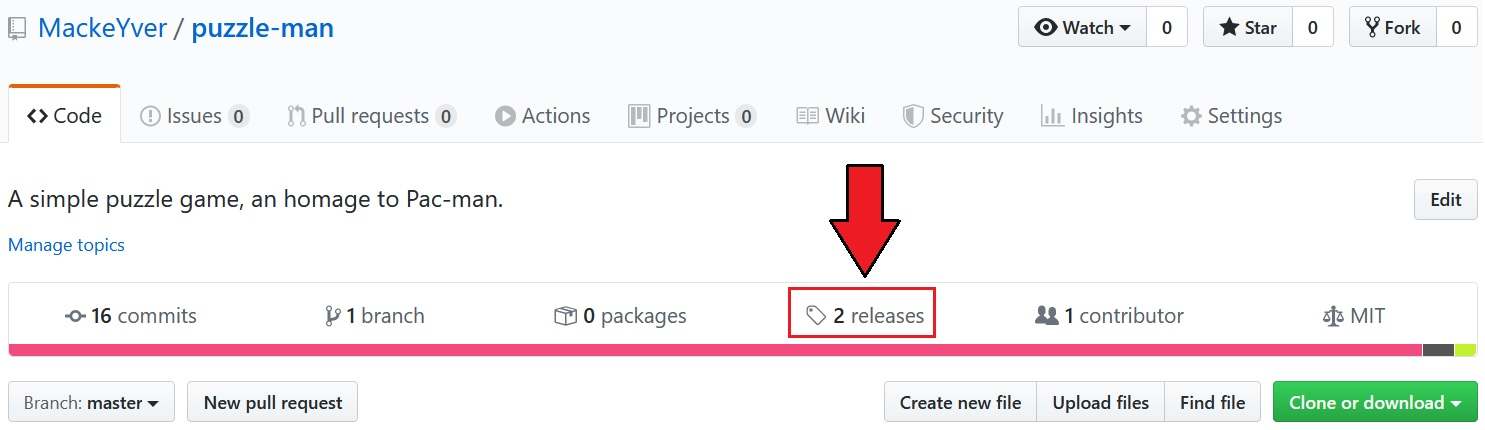 MackeYver / puzzle-man Watch 0 Star 0 Fork 0
Code Issues 0 Pull requests 0 Actions Projects 0 Wiki Security Insights Settings
A simple puzzle game, an homage to Pac-man. Edit
Manage topics
16 commits 1 branch 0 packages 2 releases 1 contributor MIT
Branch: master New pull request Create new file Upload files Find file Clone or download